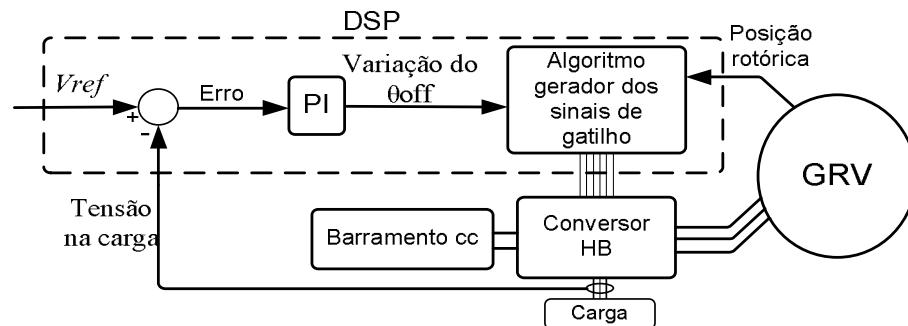 DSP
Vref
+
-
Erro
PI
Variação do
θoff
Algoritmo
gerador dos
sinais de
gatilho
Posição
rotórica
GRV
Tensão
na carga
Barramento cc
Conversor
HB
Carga